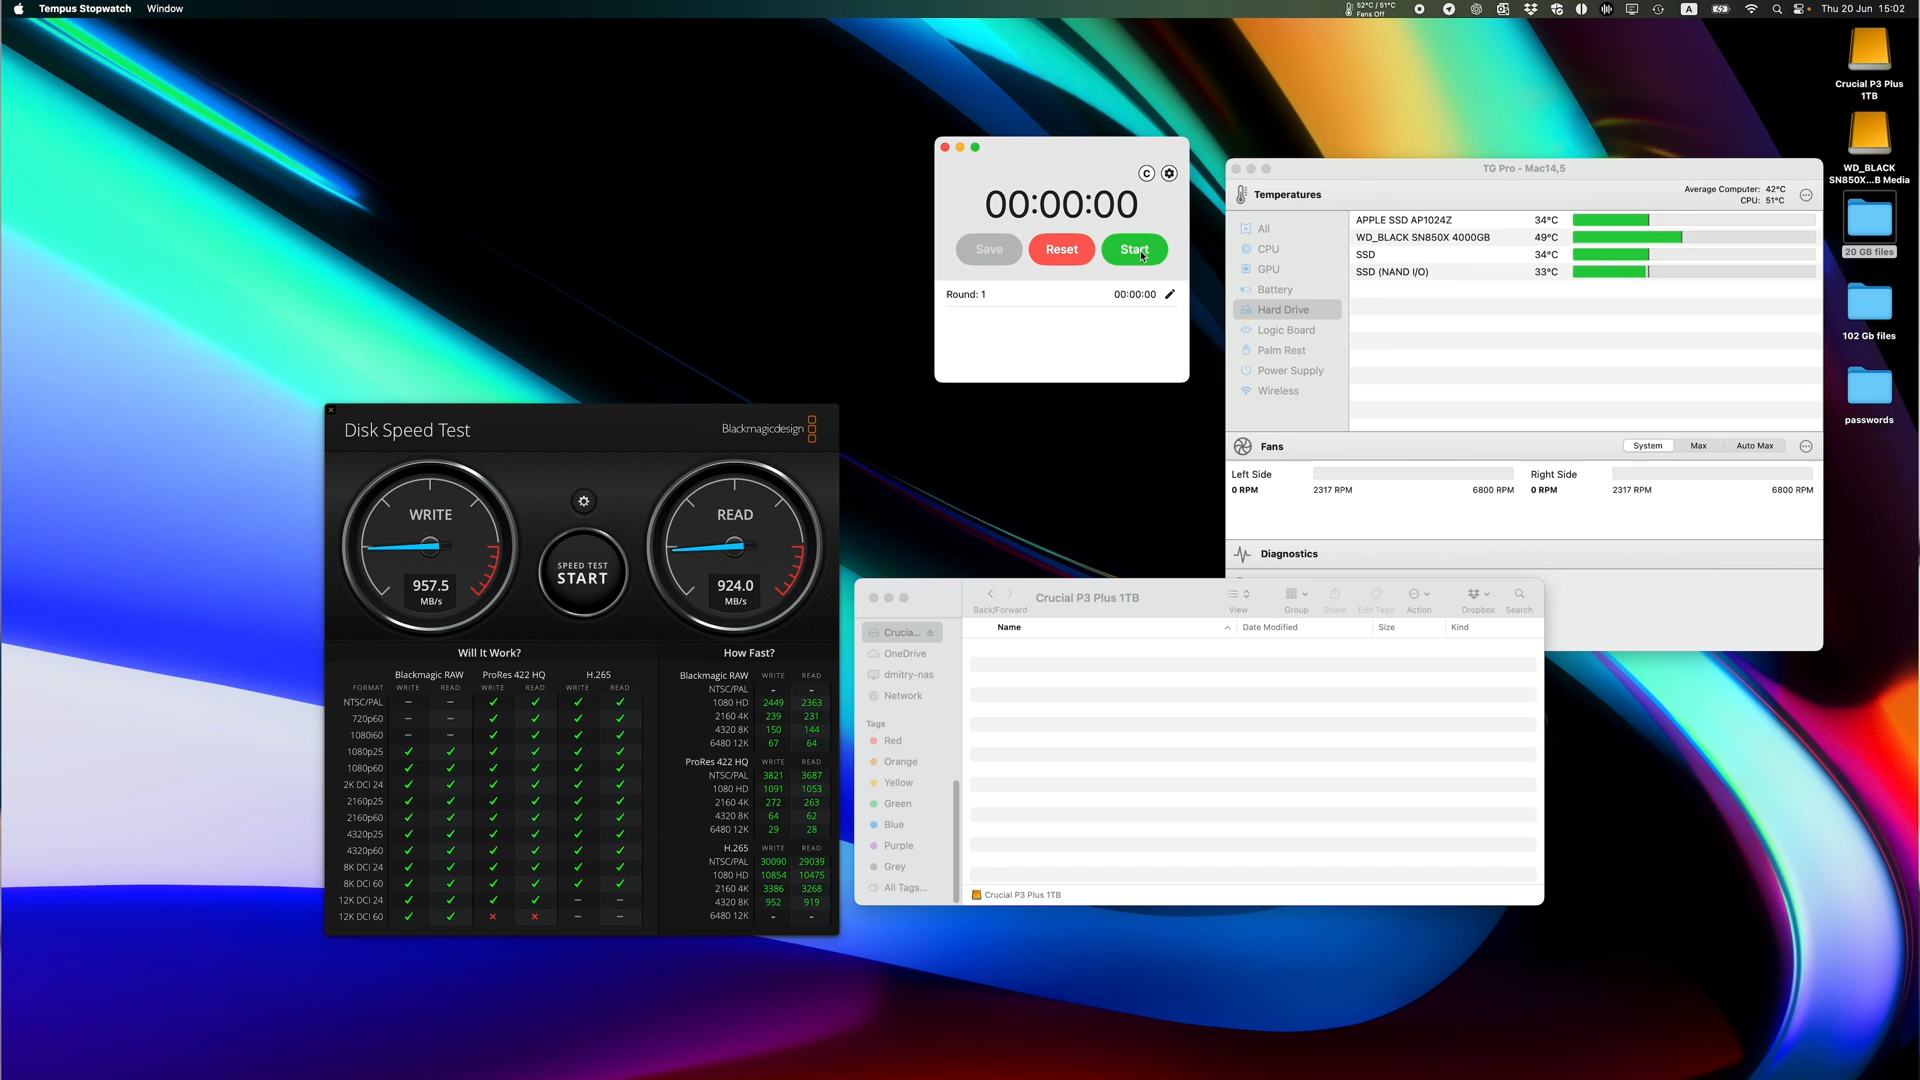 Tempus Stopwatch Window
52°C / 51°C
Fans Off
A
Thu 20 Jun 15:02
Crucial P3 Plus
1TB
WD_BLACK
SN850X...B Media
20 GB files
102 Gb files
passwords
C
00:00:00
Save Reset Start
Round: 1 00:00:00
TG Pro - Mac14,5
Temperatures
Average Computer: 42°C
CPU: 51°C
All
CPU
GPU
Battery
Hard Drive
Logic Board
Palm Rest
Power Supply
Wireless
APPLE SSD AP1024Z 34°C
WD_BLACK SN850X 4000GB 49°C
SSD 34°C
SSD (NAND I/O) 33°C
Fans System Max Auto Max
Left Side Right Side
0 RPM 2317 RPM 6800 RPM 0 RPM 2317 RPM 6800 RPM
Diagnostics
Disk Speed Test
Blackmagicdesign
WRITE
957.5
MB/s
SPEED TEST
START
READ
924.0
MB/s
Will It Work?
Blackmagic RAW ProRes 422 HQ H.265
FORMAT WRITE READ WRITE READ WRITE READ
NTSC/PAL – – ✓ ✓ ✓ ✓
720p60 – – ✓ ✓ ✓ ✓
1080i60 – – ✓ ✓ ✓ ✓
1080p25 ✓ ✓ ✓ ✓ ✓ ✓
1080p60 ✓ ✓ ✓ ✓ ✓ ✓
2K DCI 24 ✓ ✓ ✓ ✓ ✓ ✓
2160p25 ✓ ✓ ✓ ✓ ✓ ✓
2160p60 ✓ ✓ ✓ ✓ ✓ ✓
4320p25 ✓ ✓ ✓ ✓ ✓ ✓
4320p60 ✓ ✓ ✓ ✓ ✓ ✓
8K DCI 24 ✓ ✓ ✓ ✓ ✓ ✓
8K DCI 60 ✓ ✓ ✓ ✓ ✓ ✓
12K DCI 24 ✓ ✓ ✓ ✓ – –
12K DCI 60 ✓ ✓ × × – –
How Fast?
Blackmagic RAW WRITE READ
NTSC/PAL - -
1080 HD 2449 2363
2160 4K 239 231
4320 8K 150 144
6480 12K 67 64
ProRes 422 HQ WRITE READ
NTSC/PAL 3821 3687
1080 HD 1091 1053
2160 4K 272 263
4320 8K 64 62
6480 12K 29 28
H.265 WRITE READ
NTSC/PAL 30090 29039
1080 HD 10854 10475
2160 4K 3386 3268
4320 8K 952 919
6480 12K - -
Crucial P3 Plus 1TB
Back/Forward View Group Share Edit Tags Action Dropbox Search
Name Date Modified Size Kind
Crucia...
OneDrive
dmitry-nas
Network
Tags
Red
Orange
Yellow
Green
Blue
Purple
Grey
All Tags...
Crucial P3 Plus 1TB